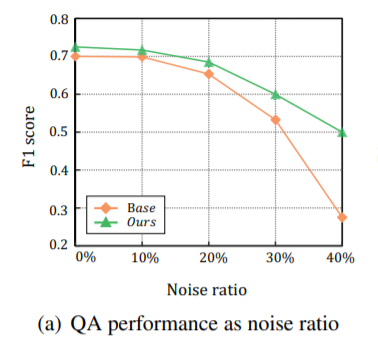 0.8
0.7
0.6
0.5
0.4
0.3
0.2
F1 score
Base
Ours
0% 10% 20% 30% 40%
Noise ratio
(a) QA performance as noise ratio